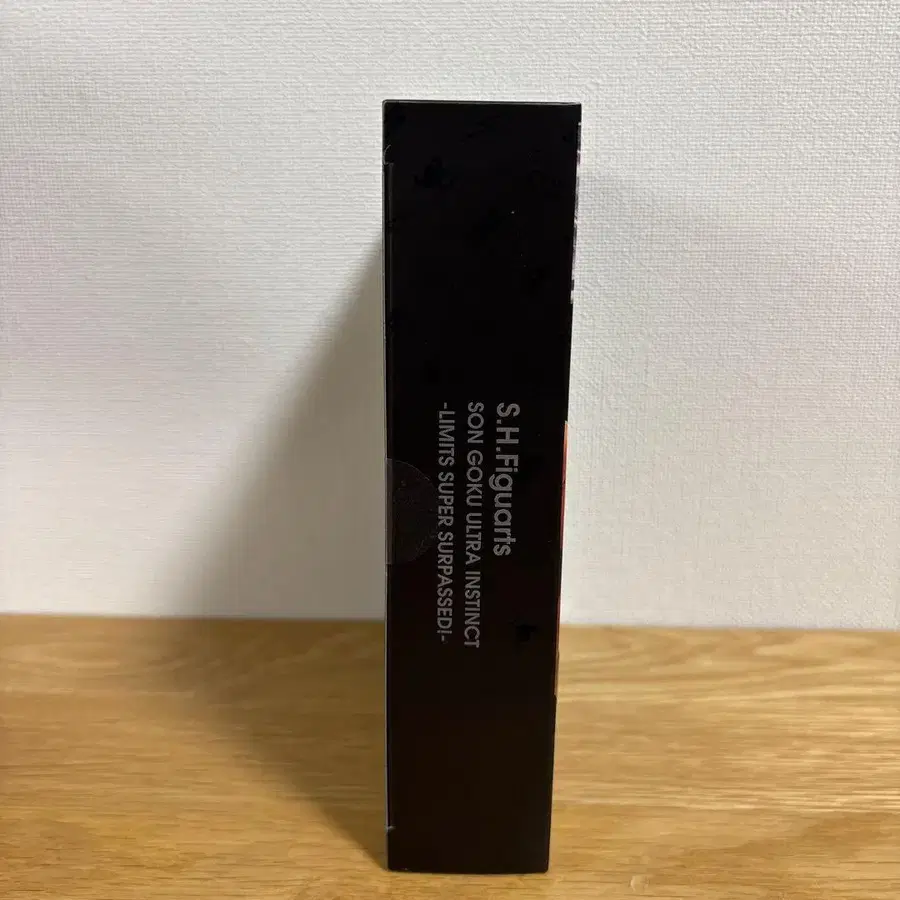 S.H.Figuarts
SON GOKU ULTRA INSTINCT
-LIMITS SUPER SURPASSED!-